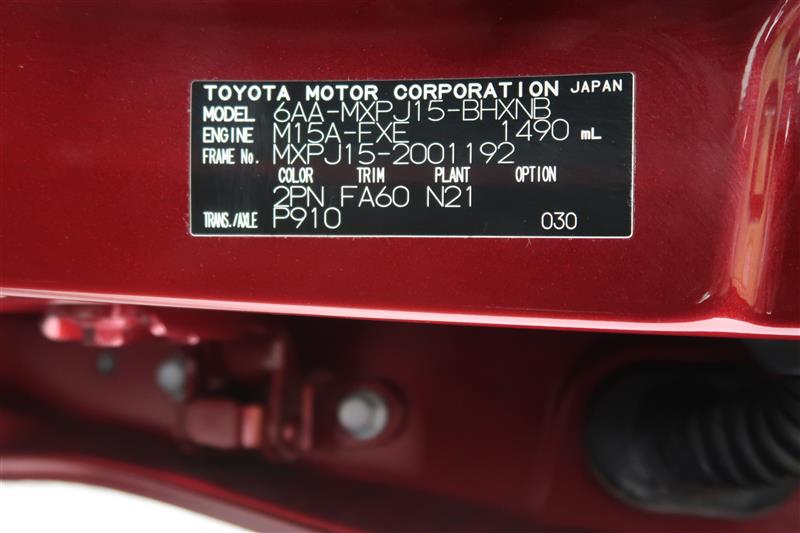 TOYOTA MOTOR CORPORATION JAPAN
MODEL 6AA-MXPJ15-BHXNB
ENGINE M15A-FXE 1490 mL
FRAME No. MXPJ15-2001192
COLOR TRIM PLANT OPTION
2PN FA60 N21
TRANS./AXLE P910 030